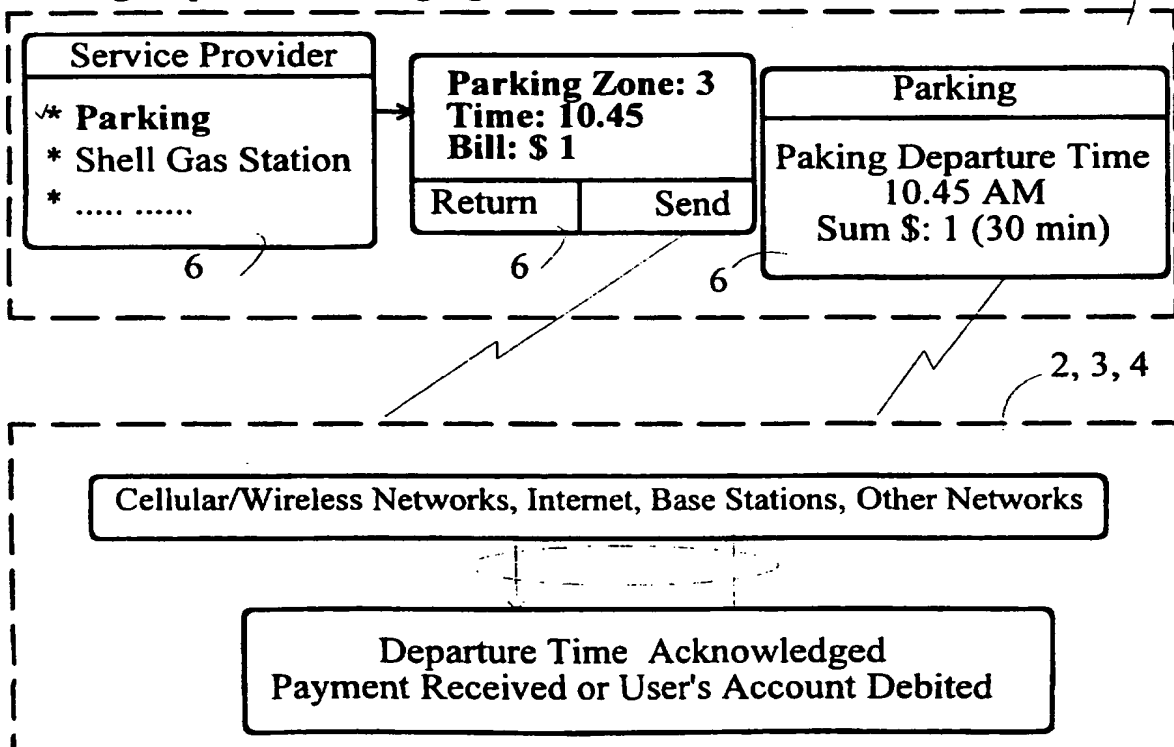 Service Provider
* Parking
* Shell Gas Station
* ..... ......
6
Parking Zone: 3
Time: 10.45
Bill: $ 1
Return Send
6
Parking
Paking Departure Time
10.45 AM
Sum $: 1 (30 min)
6
2, 3, 4
Cellular/Wireless Networks, Internet, Base Stations, Other Networks
Departure Time Acknowledged
Payment Received or User's Account Debited